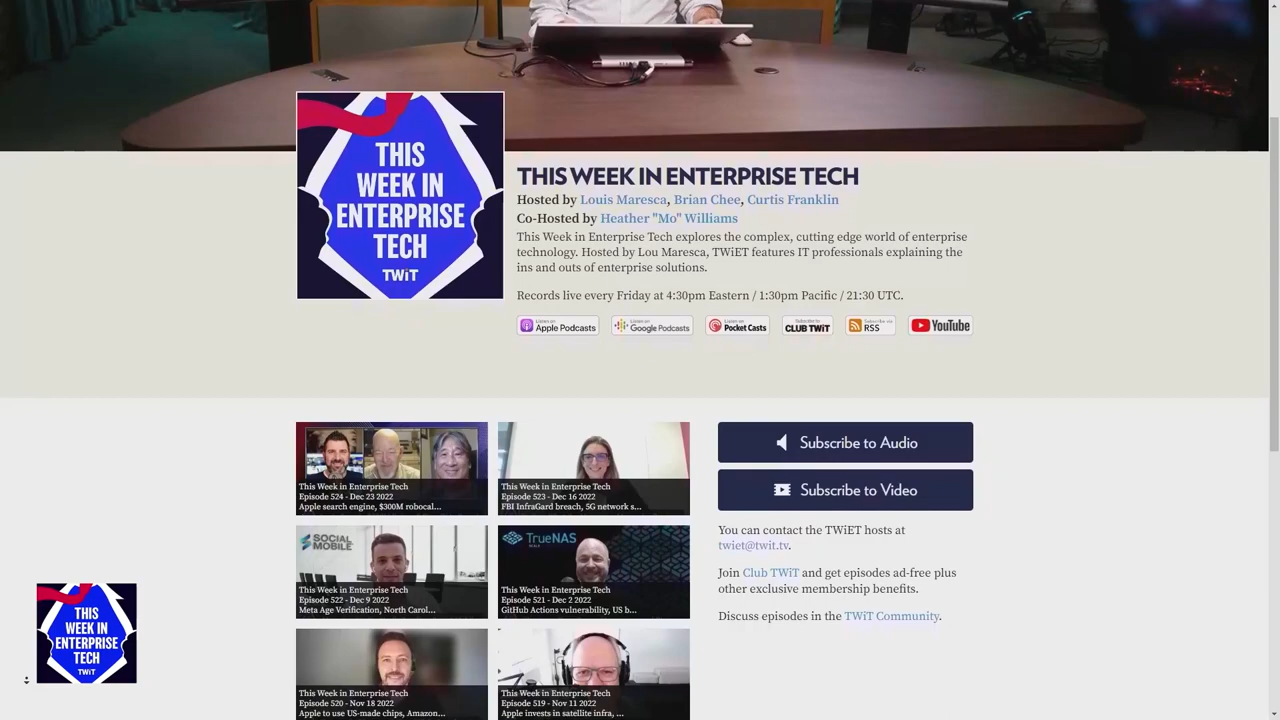 THIS
WEEK IN
ENTERPRISE
TECH
TWiT
THIS WEEK IN ENTERPRISE TECH
Hosted by Louis Maresca, Brian Chee, Curtis Franklin
Co-Hosted by Heather "Mo" Williams
This Week in Enterprise Tech explores the complex, cutting edge world of enterprise
technology. Hosted by Lou Maresca, TWiET features IT professionals explaining the
ins and outs of enterprise solutions.
Records live every Friday at 4:30pm Eastern / 1:30pm Pacific / 21:30 UTC.
Listen on
Apple Podcasts
Listen on
Google Podcasts
Listen on
Pocket Casts
Subscribe to
CLUB TWiT
Subscribe via
RSS
YouTube
This Week in Enterprise Tech
Episode 524 - Dec 23 2022
Apple search engine, $300M robocal...
This Week in Enterprise Tech
Episode 523 - Dec 16 2022
FBI InfraGard breach, 5G network s...
SOCIAL
MOBILE
This Week in Enterprise Tech
Episode 522 - Dec 9 2022
Meta Age Verification, North Carol...
TrueNAS
This Week in Enterprise Tech
Episode 521 - Dec 2 2022
GitHub Actions vulnerability, US b...
This Week in Enterprise Tech
Episode 520 - Nov 18 2022
Apple to use US-made chips, Amazon...
This Week in Enterprise Tech
Episode 519 - Nov 11 2022
Apple invests in satellite infra, ...
Subscribe to Audio
Subscribe to Video
You can contact the TWiET hosts at
twiet@twit.tv.
Join Club TWiT and get episodes ad-free plus
other exclusive membership benefits.
Discuss episodes in the TWiT Community.
THIS
WEEK IN
ENTERPRISE
TECH
TWiT